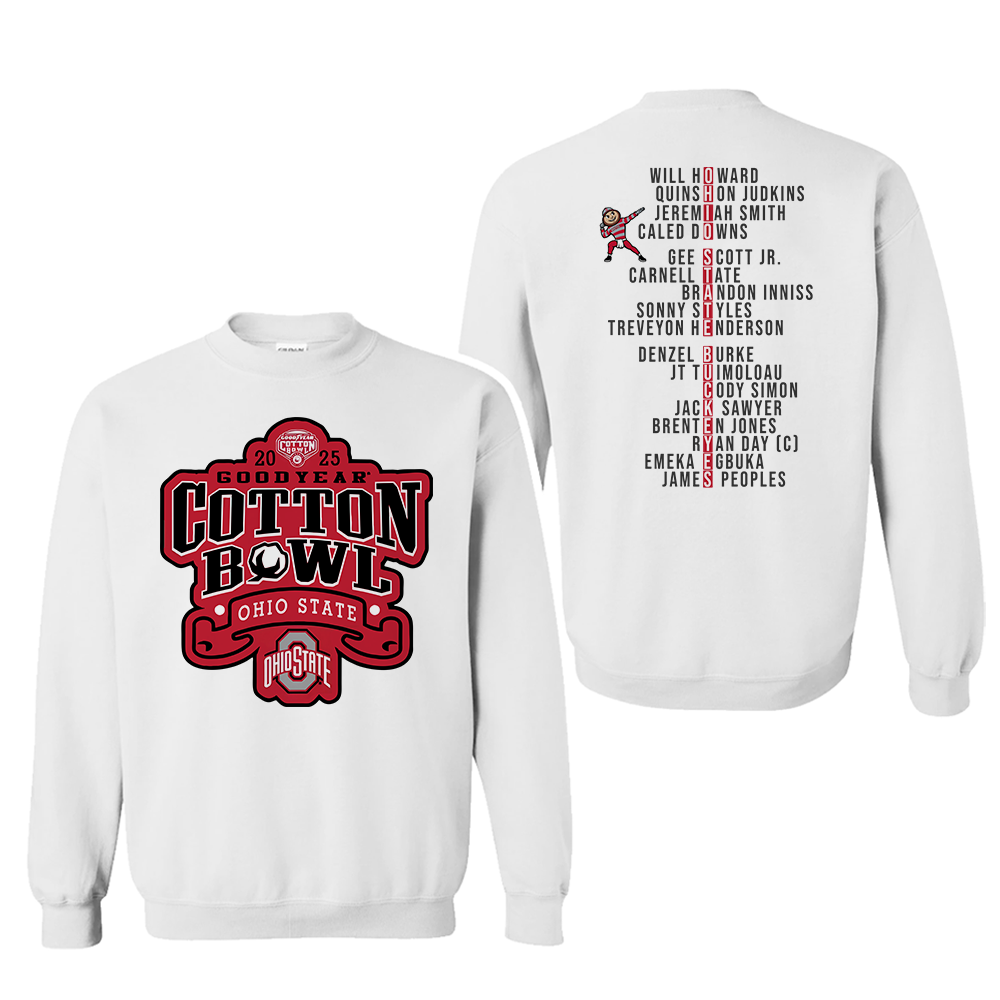 GOODYEAR
COTTON
BOWL
20 25
GOODYEAR
COTTON
BOWL
OHIO STATE
OHIO STATE
WILL HOWARD
QUINSHON JUDKINS
JEREMIAH SMITH
CALED DOWNS
GEE SCOTT JR.
CARNELL TATE
BRANDON INNISS
SONNY STYLES
TREVEYON HENDERSON
DENZEL BURKE
JT TUIMOLOAU
CODY SIMON
JACK SAWYER
BRENTEN JONES
RYAN DAY (C)
EMEKA EGBUKA
JAMES PEOPLES